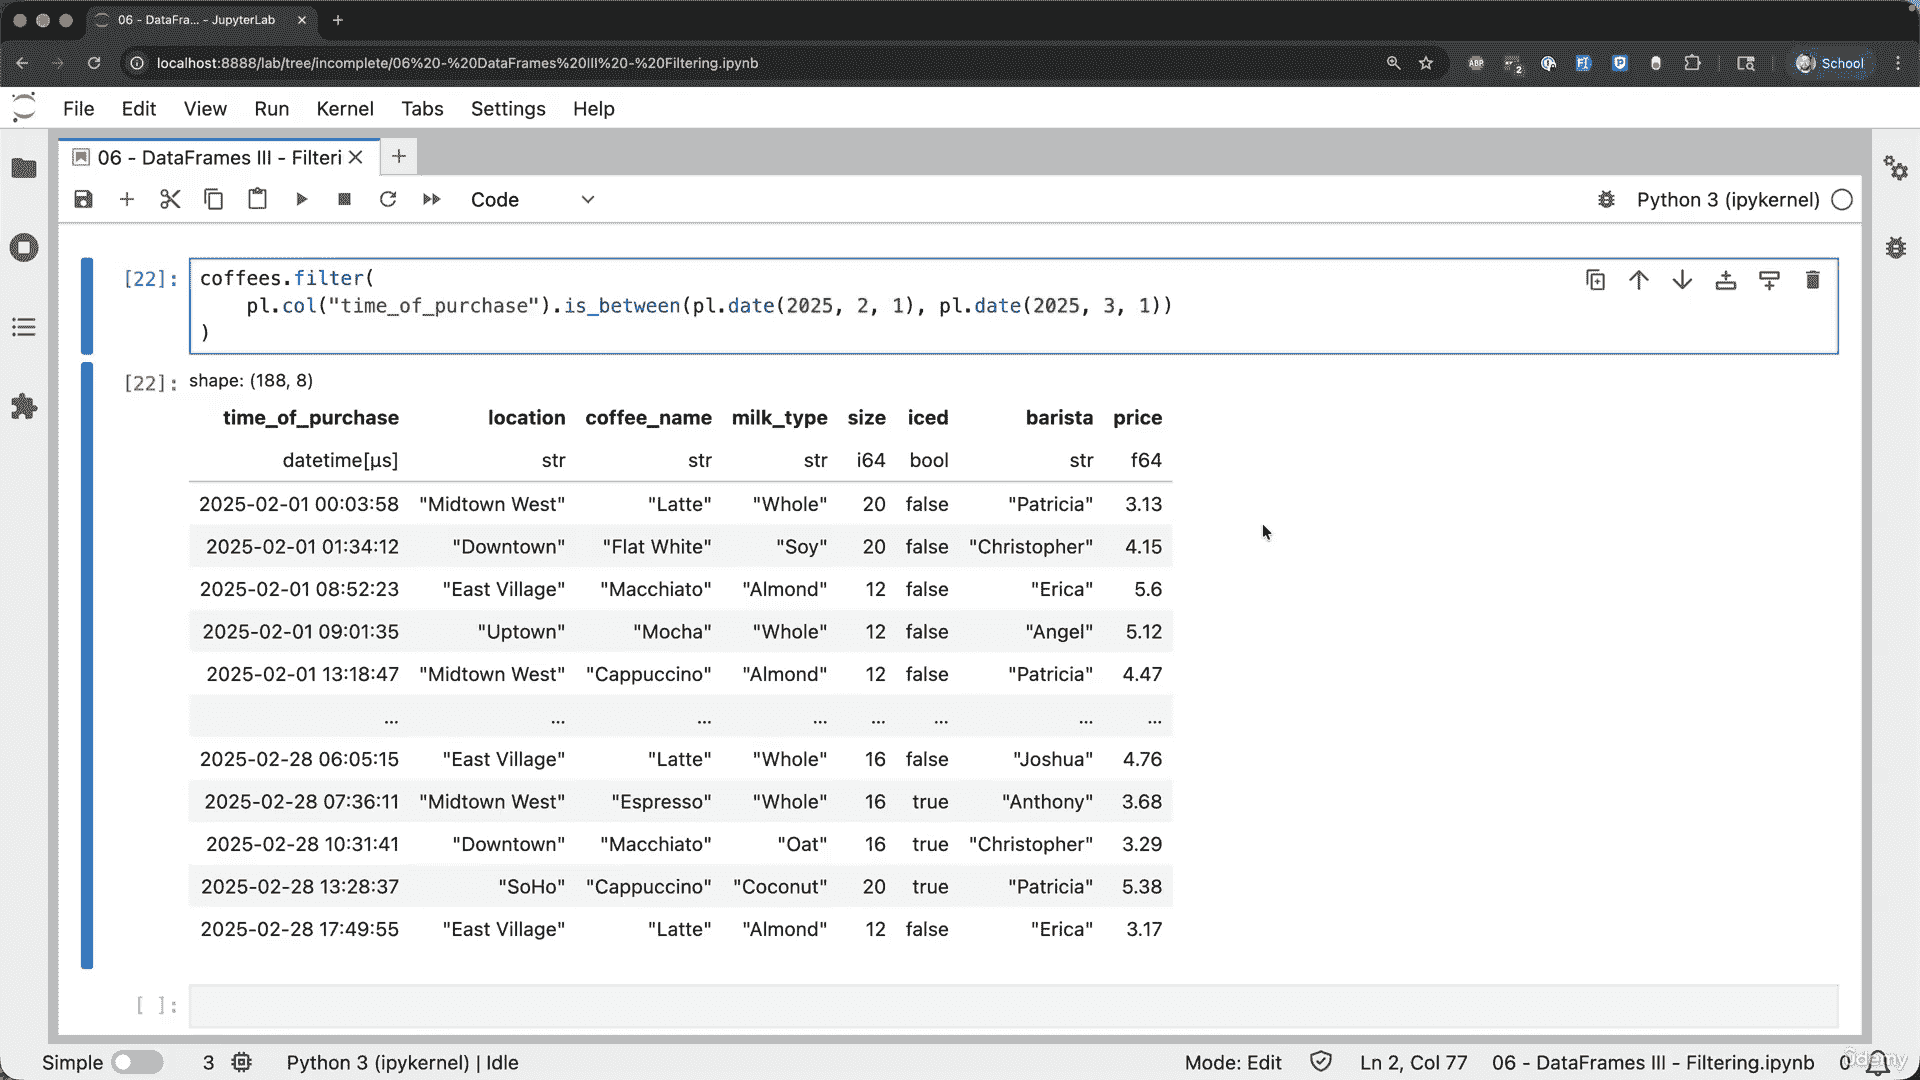 06 - DataFra... - JupyterLab
localhost:8888/lab/tree/incomplete/06%20-%20DataFrames%20III%20-%20Filtering.ipynb
ABP
2
School
File Edit View Run Kernel Tabs Settings Help
06 - DataFrames III - Filteri
Code
Python 3 (ipykernel)
[22]:
coffees.filter(
    pl.col("time_of_purchase").is_between(pl.date(2025, 2, 1), pl.date(2025, 3, 1))
)
[22]: shape: (188, 8)
time_of_purchase location coffee_name milk_type size iced barista price
datetime[μs] str str str i64 bool str f64
2025-02-01 00:03:58 "Midtown West" "Latte" "Whole" 20 false "Patricia" 3.13
2025-02-01 01:34:12 "Downtown" "Flat White" "Soy" 20 false "Christopher" 4.15
2025-02-01 08:52:23 "East Village" "Macchiato" "Almond" 12 false "Erica" 5.6
2025-02-01 09:01:35 "Uptown" "Mocha" "Whole" 12 false "Angel" 5.12
2025-02-01 13:18:47 "Midtown West" "Cappuccino" "Almond" 12 false "Patricia" 4.47
... ... ... ... ... ... ... ...
2025-02-28 06:05:15 "East Village" "Latte" "Whole" 16 false "Joshua" 4.76
2025-02-28 07:36:11 "Midtown West" "Espresso" "Whole" 16 true "Anthony" 3.68
2025-02-28 10:31:41 "Downtown" "Macchiato" "Oat" 16 true "Christopher" 3.29
2025-02-28 13:28:37 "SoHo" "Cappuccino" "Coconut" 20 true "Patricia" 5.38
2025-02-28 17:49:55 "East Village" "Latte" "Almond" 12 false "Erica" 3.17
[ ]:
Simple 3 Python 3 (ipykernel) | Idle Mode: Edit Ln 2, Col 77 06 - DataFrames III - Filtering.ipynb 0
Udemy